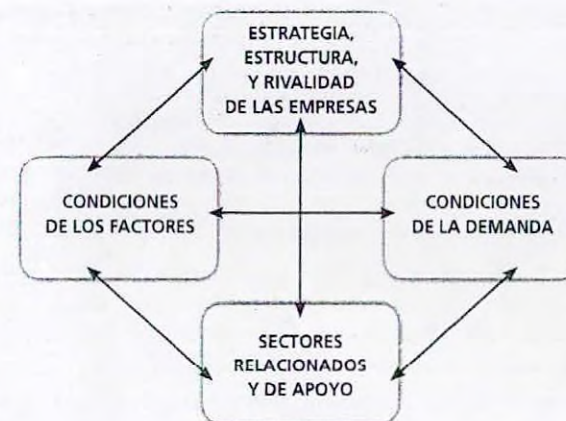 ESTRATEGIA,
ESTRUCTURA,
Y RIVALIDAD
DE LAS EMPRESAS
CONDICIONES
DE LOS FACTORES
CONDICIONES
DE LA DEMANDA
SECTORES
RELACIONADOS
Y DE APOYO